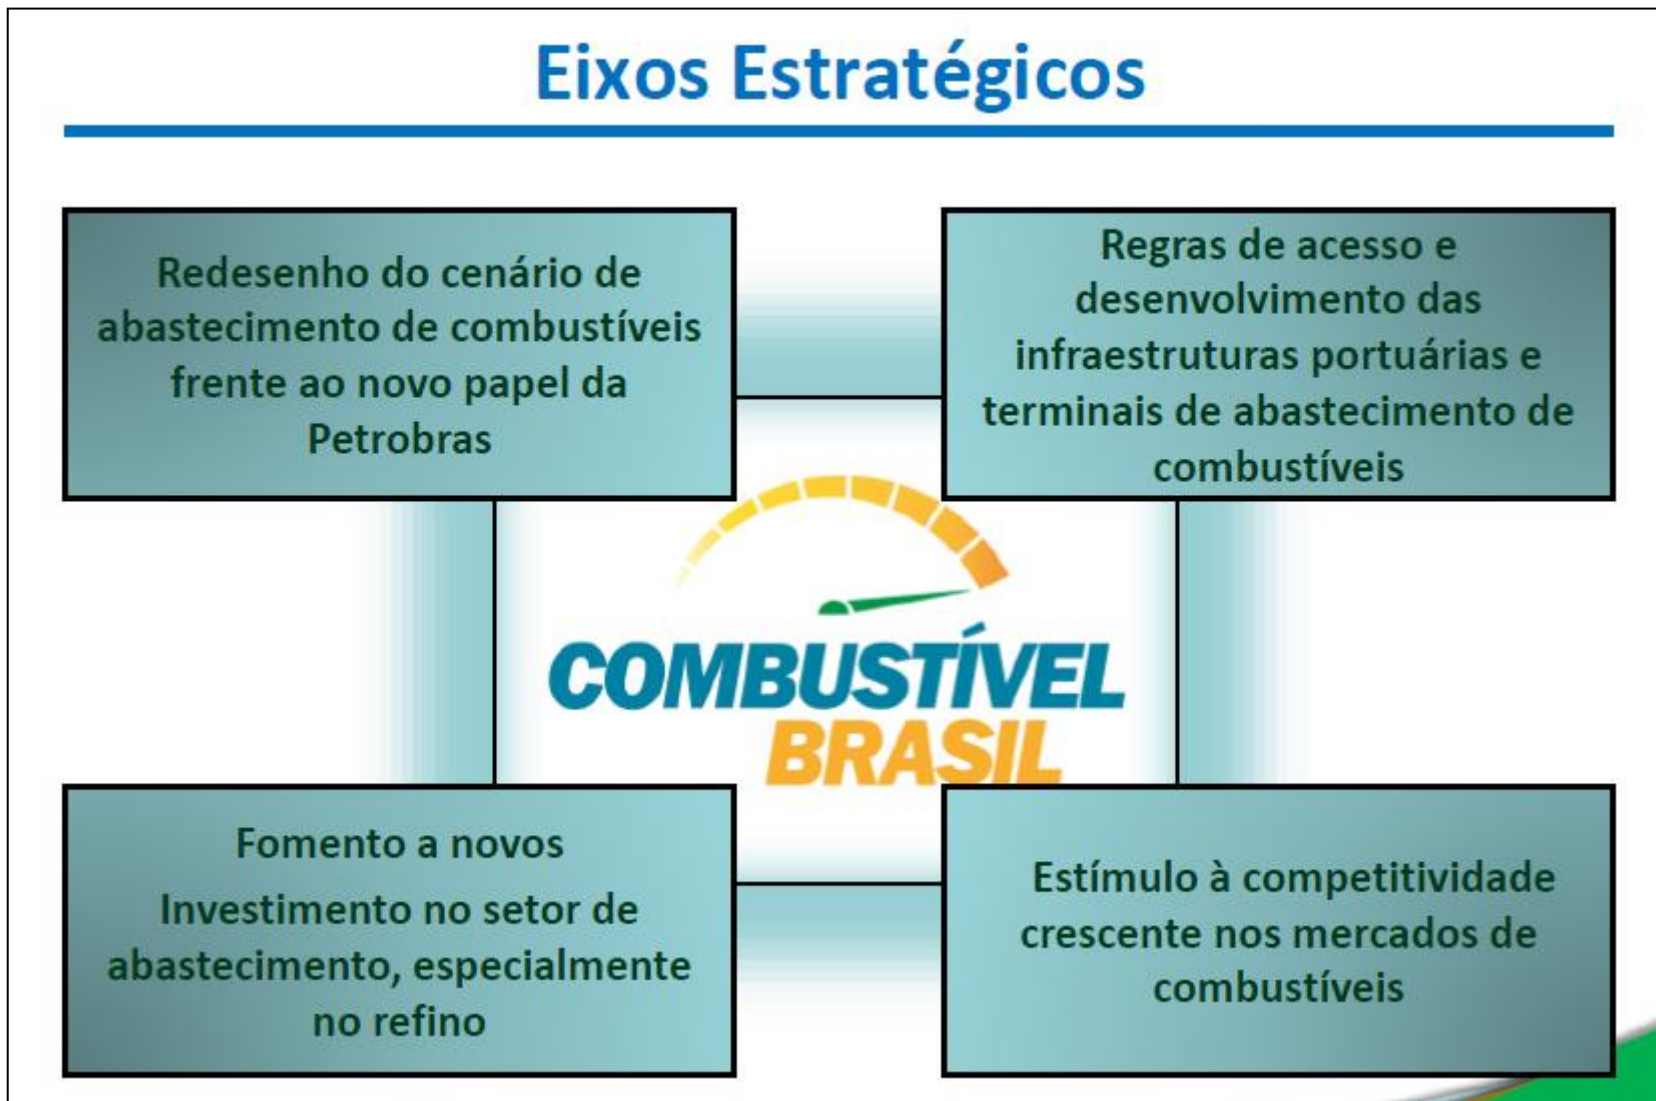 Eixos Estratégicos
Redesenho do cenário de
abastecimento de combustíveis
frente ao novo papel da
Petrobras
Regras de acesso e
desenvolvimento das
infraestruturas portuárias e
terminais de abastecimento de
combustíveis
COMBUSTÍVEL
BRASIL
Fomento a novos
Investimento no setor de
abastecimento, especialmente
no refino
Estímulo à competitividade
crescente nos mercados de
combustíveis